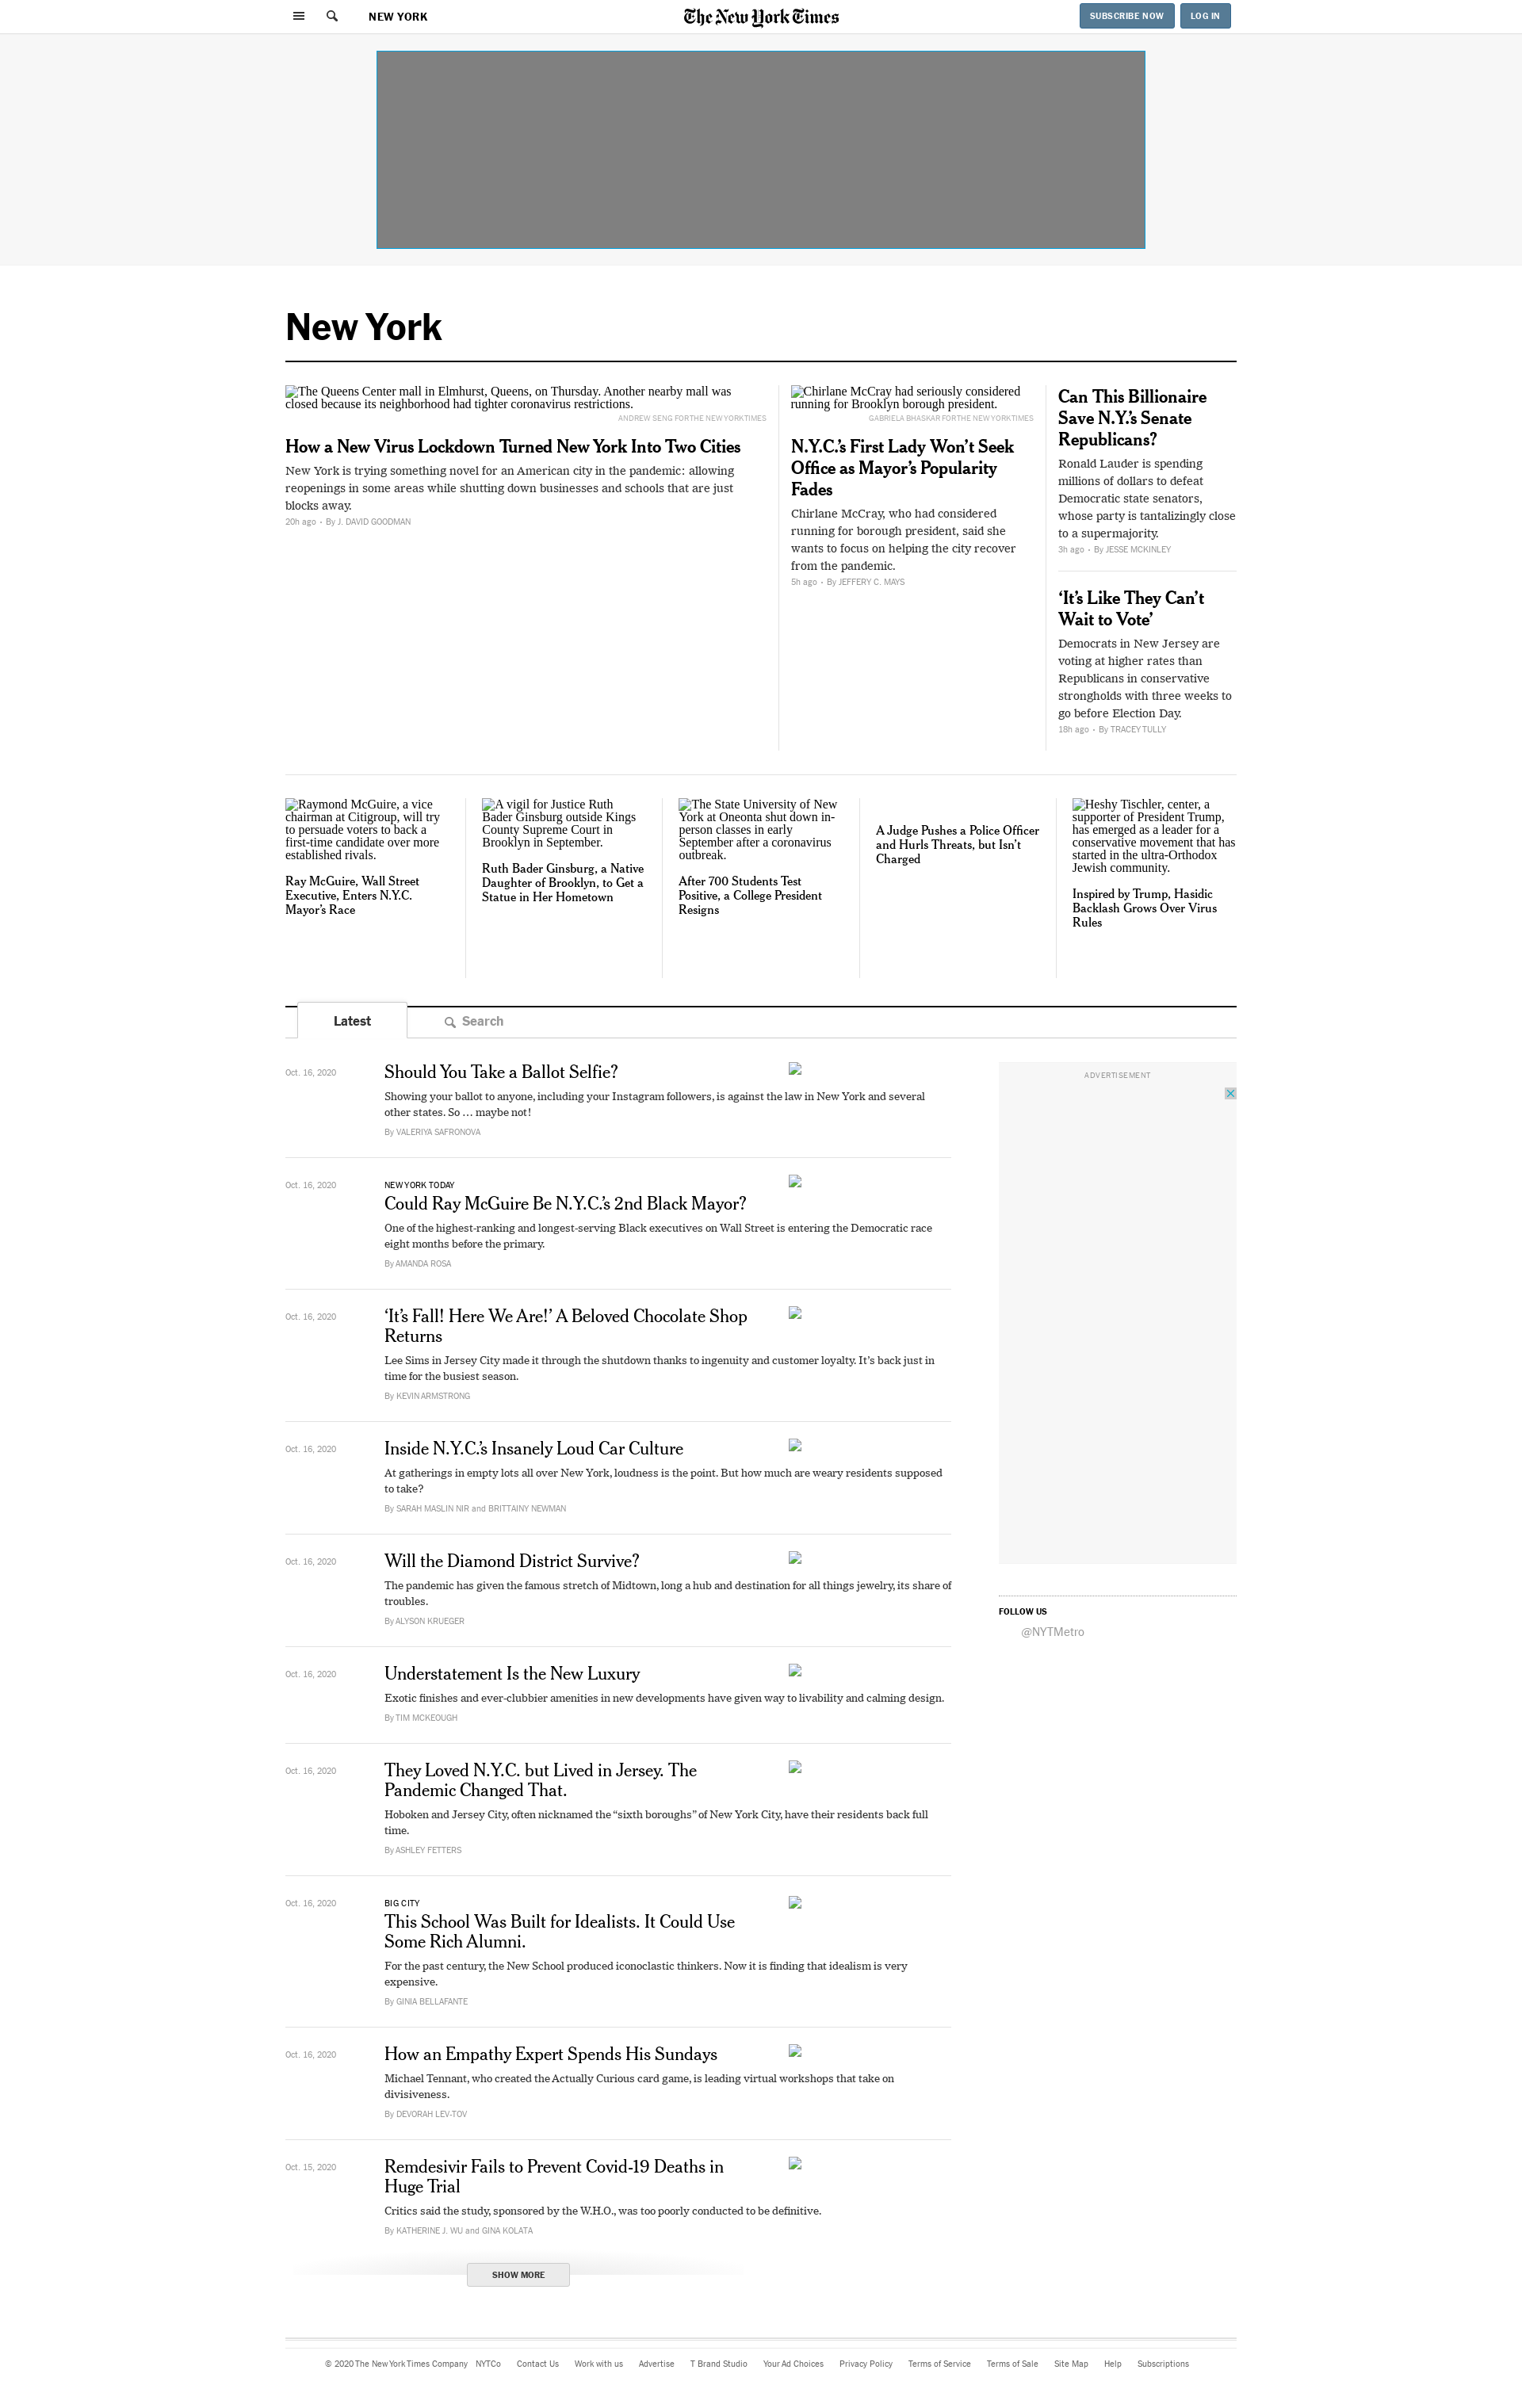 NEW YORK
The New York Times
SUBSCRIBE NOW
LOG IN
New York
The Queens Center mall in Elmhurst, Queens, on Thursday. Another nearby mall was
closed because its neighborhood had tighter coronavirus restrictions.
ANDREW SENG FOR THE NEW YORK TIMES
How a New Virus Lockdown Turned New York Into Two Cities
New York is trying something novel for an American city in the pandemic: allowing
reopenings in some areas while shutting down businesses and schools that are just
blocks away.
20h ago • By J. DAVID GOODMAN
Chirlane McCray had seriously considered
running for Brooklyn borough president.
GABRIELA BHASKAR FOR THE NEW YORK TIMES
N.Y.C.’s First Lady Won’t Seek
Office as Mayor’s Popularity
Fades
Chirlane McCray, who had considered
running for borough president, said she
wants to focus on helping the city recover
from the pandemic.
5h ago • By JEFFERY C. MAYS
Can This Billionaire
Save N.Y.’s Senate
Republicans?
Ronald Lauder is spending
millions of dollars to defeat
Democratic state senators,
whose party is tantalizingly close
to a supermajority.
3h ago • By JESSE MCKINLEY
‘It’s Like They Can’t
Wait to Vote’
Democrats in New Jersey are
voting at higher rates than
Republicans in conservative
strongholds with three weeks to
go before Election Day.
18h ago • By TRACEY TULLY
Raymond McGuire, a vice
chairman at Citigroup, will try
to persuade voters to back a
first-time candidate over more
established rivals.
Ray McGuire, Wall Street
Executive, Enters N.Y.C.
Mayor’s Race
A vigil for Justice Ruth
Bader Ginsburg outside Kings
County Supreme Court in
Brooklyn in September.
Ruth Bader Ginsburg, a Native
Daughter of Brooklyn, to Get a
Statue in Her Hometown
The State University of New
York at Oneonta shut down in-
person classes in early
September after a coronavirus
outbreak.
After 700 Students Test
Positive, a College President
Resigns
A Judge Pushes a Police Officer
and Hurls Threats, but Isn’t
Charged
Heshy Tischler, center, a
supporter of President Trump,
has emerged as a leader for a
conservative movement that has
started in the ultra-Orthodox
Jewish community.
Inspired by Trump, Hasidic
Backlash Grows Over Virus
Rules
Latest
Search
Oct. 16, 2020
Should You Take a Ballot Selfie?
Showing your ballot to anyone, including your Instagram followers, is against the law in New York and several
other states. So … maybe not!
By VALERIYA SAFRONOVA
Oct. 16, 2020
NEW YORK TODAY
Could Ray McGuire Be N.Y.C.’s 2nd Black Mayor?
One of the highest-ranking and longest-serving Black executives on Wall Street is entering the Democratic race
eight months before the primary.
By AMANDA ROSA
Oct. 16, 2020
‘It’s Fall! Here We Are!’ A Beloved Chocolate Shop
Returns
Lee Sims in Jersey City made it through the shutdown thanks to ingenuity and customer loyalty. It’s back just in
time for the busiest season.
By KEVIN ARMSTRONG
Oct. 16, 2020
Inside N.Y.C.’s Insanely Loud Car Culture
At gatherings in empty lots all over New York, loudness is the point. But how much are weary residents supposed
to take?
By SARAH MASLIN NIR and BRITTAINY NEWMAN
Oct. 16, 2020
Will the Diamond District Survive?
The pandemic has given the famous stretch of Midtown, long a hub and destination for all things jewelry, its share of
troubles.
By ALYSON KRUEGER
Oct. 16, 2020
Understatement Is the New Luxury
Exotic finishes and ever-clubbier amenities in new developments have given way to livability and calming design.
By TIM MCKEOUGH
Oct. 16, 2020
They Loved N.Y.C. but Lived in Jersey. The
Pandemic Changed That.
Hoboken and Jersey City, often nicknamed the “sixth boroughs” of New York City, have their residents back full
time.
By ASHLEY FETTERS
Oct. 16, 2020
BIG CITY
This School Was Built for Idealists. It Could Use
Some Rich Alumni.
For the past century, the New School produced iconoclastic thinkers. Now it is finding that idealism is very
expensive.
By GINIA BELLAFANTE
Oct. 16, 2020
How an Empathy Expert Spends His Sundays
Michael Tennant, who created the Actually Curious card game, is leading virtual workshops that take on
divisiveness.
By DEVORAH LEV-TOV
Oct. 15, 2020
Remdesivir Fails to Prevent Covid-19 Deaths in
Huge Trial
Critics said the study, sponsored by the W.H.O., was too poorly conducted to be definitive.
By KATHERINE J. WU and GINA KOLATA
SHOW MORE
ADVERTISEMENT
FOLLOW US
@NYTMetro
© 2020 The New York Times Company NYTCo Contact Us Work with us Advertise T Brand Studio Your Ad Choices Privacy Policy Terms of Service Terms of Sale Site Map Help Subscriptions